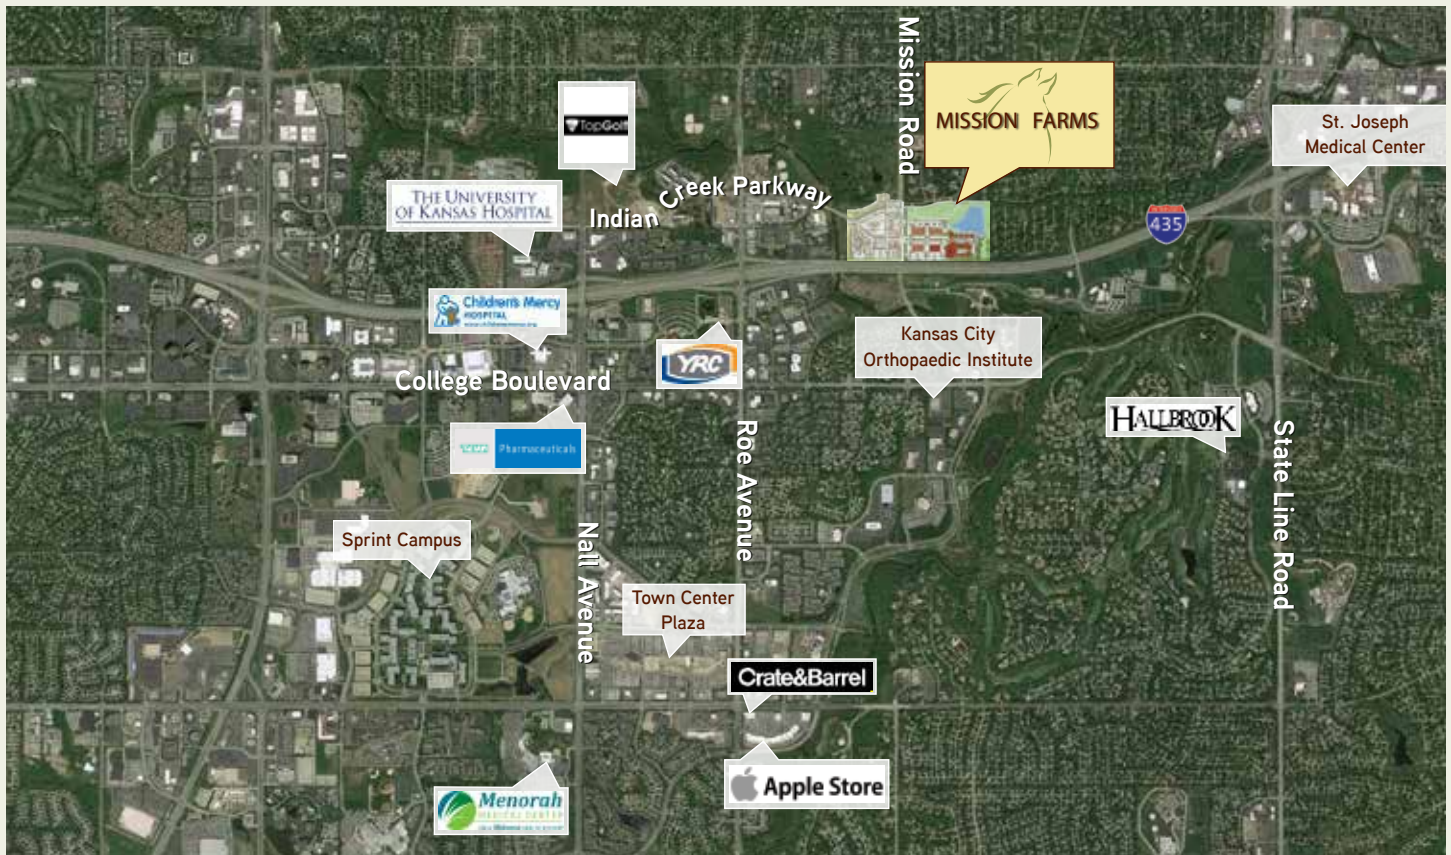 Mission Road
MISSION FARMS
St. Joseph
Medical Center
TopGolf
THE UNIVERSITY
OF KANSAS HOSPITAL
Indian Creek Parkway
435
Children's Mercy
HOSPITAL
YRC
Kansas City
Orthopaedic Institute
College Boulevard
HALLBROOK
Pharmaceuticals
Roe Avenue
State Line Road
Sprint Campus
Nall Avenue
Town Center
Plaza
Crate&Barrel
Apple Store
Menorah
MEDICAL CENTER